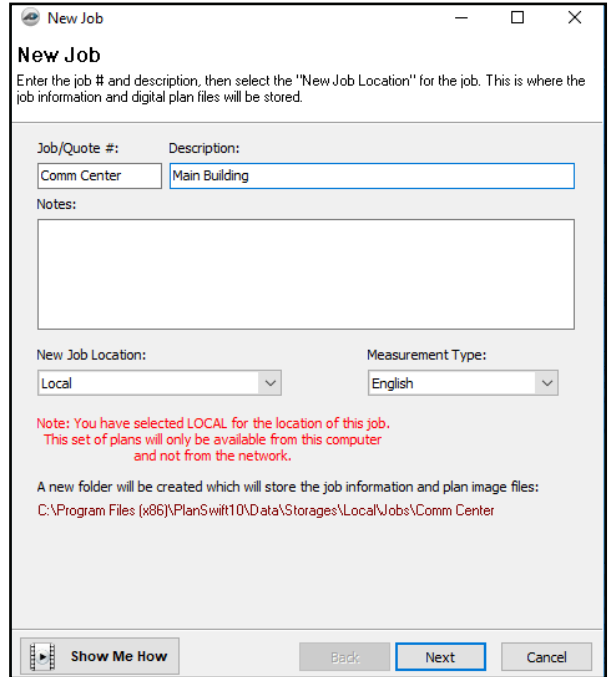 New Job
New Job
Enter the job # and description, then select the "New Job Location" for the job. This is where the
job information and digital plan files will be stored.
Job/Quote #: Description:
Comm Center Main Building
Notes:
New Job Location: Measurement Type:
Local English
Note: You have selected LOCAL for the location of this job.
This set of plans will only be available from this computer
and not from the network.
A new folder will be created which will store the job information and plan image files:
C:\Program Files (x86)\PlanSwift10\Data\Storages\Local\Jobs\Comm Center
Show Me How Back Next Cancel